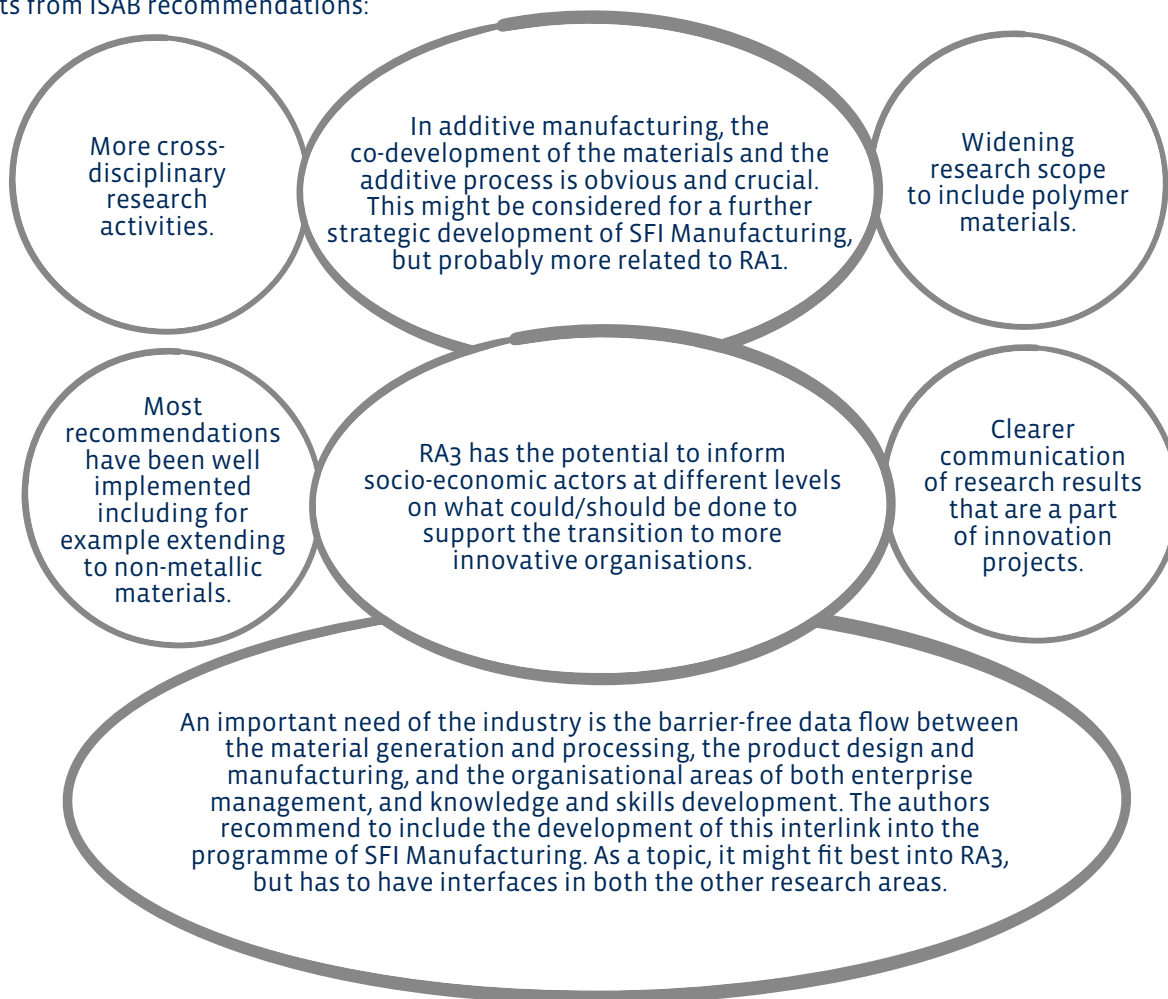 ts from ISAB recommendations:
More cross-
disciplinary
research
activities.
In additive manufacturing, the
co-development of the materials and the
additive process is obvious and crucial.
This might be considered for a further
strategic development of SFI Manufacturing,
but probably more related to RA1.
Widening
research scope
to include polymer
materials.
Most
recommendations
have been well
implemented
including for
example extending
to non-metallic
materials.
RA3 has the potential to inform
socio-economic actors at different levels
on what could/should be done to
support the transition to more
innovative organisations.
Clearer
communication
of research results
that are a part
of innovation
projects.
An important need of the industry is the barrier-free data flow between
the material generation and processing, the product design and
manufacturing, and the organisational areas of both enterprise
management, and knowledge and skills development. The authors
recommend to include the development of this interlink into the
programme of SFI Manufacturing. As a topic, it might fit best into RA3,
but has to have interfaces in both the other research areas.